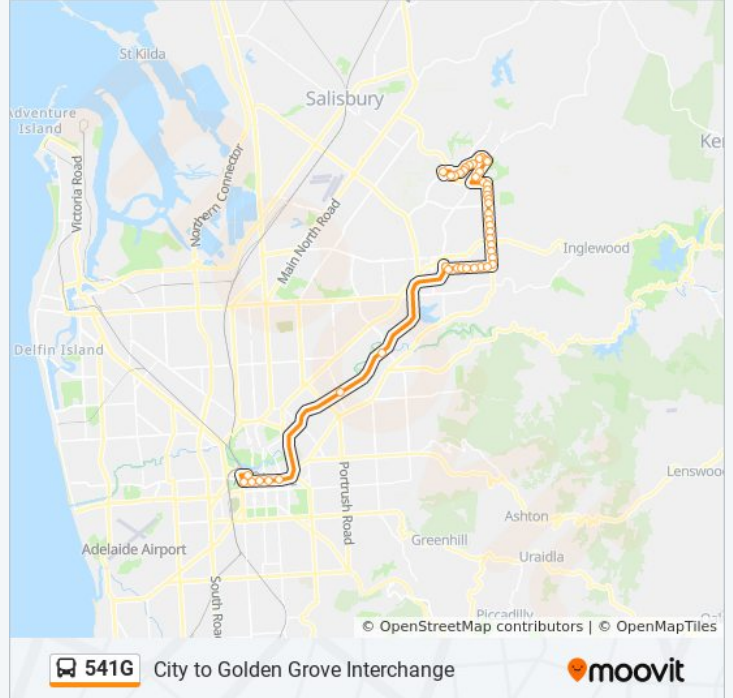 St Kilda
Salisbury
Adventure
Island
Ke
Victoria Road
Northern Connector
Main North Road
Inglewood
Delfin Island
Lenswoo
Portrush Road
Ashton
Adelaide Airport
Greenhill
Uraidla
South Road
Piccadilly
© OpenStreetMap contributors | © OpenMapTiles
541G City to Golden Grove Interchange
moovit